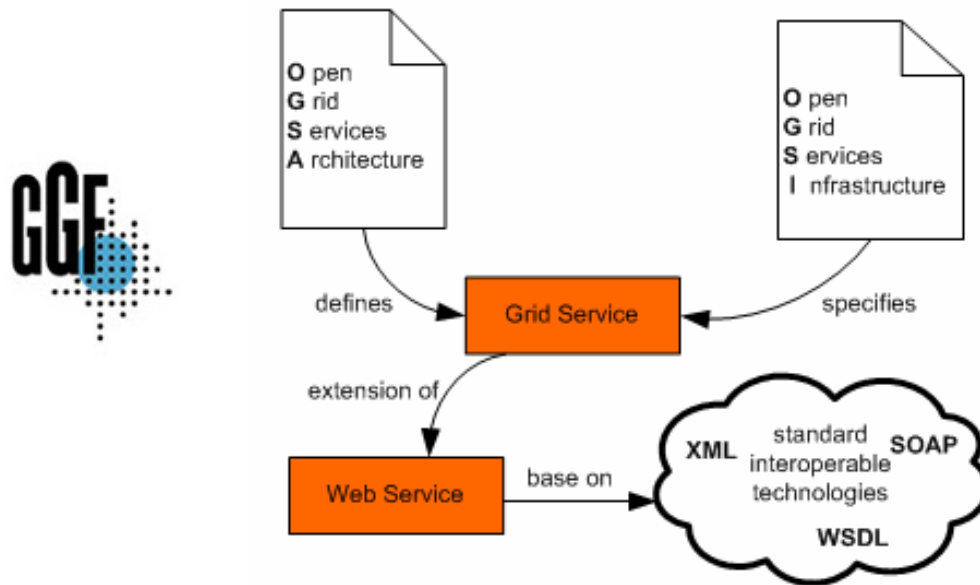 GGF
O pen
G rid
S ervices
A rchitecture
O pen
G rid
S ervices
I nfrastructure
defines
Grid Service
specifies
extension of
Web Service
base on
XML
standard
interoperable
technologies
SOAP
WSDL